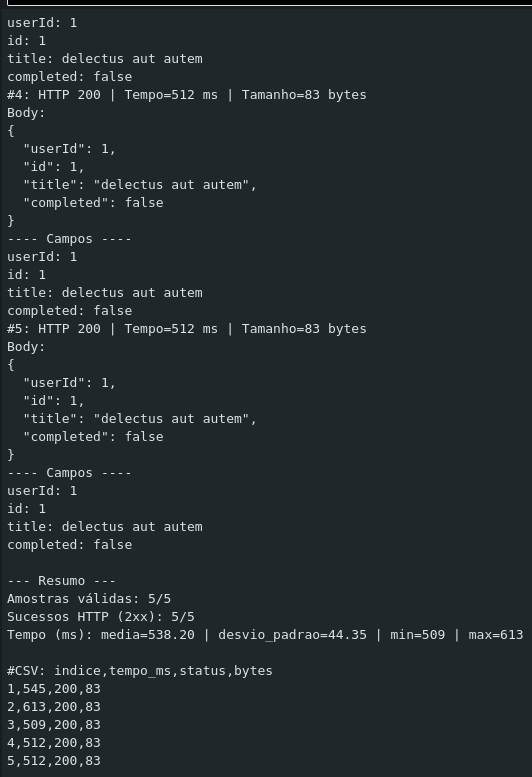 userId: 1
id: 1
title: delectus aut autem
completed: false
#4: HTTP 200 | Tempo=512 ms | Tamanho=83 bytes
Body:
{
  "userId": 1,
  "id": 1,
  "title": "delectus aut autem",
  "completed": false
}
---- Campos ----
userId: 1
id: 1
title: delectus aut autem
completed: false
#5: HTTP 200 | Tempo=512 ms | Tamanho=83 bytes
Body:
{
  "userId": 1,
  "id": 1,
  "title": "delectus aut autem",
  "completed": false
}
---- Campos ----
userId: 1
id: 1
title: delectus aut autem
completed: false

--- Resumo ---
Amostras válidas: 5/5
Sucessos HTTP (2xx): 5/5
Tempo (ms): media=538.20 | desvio_padrao=44.35 | min=509 | max=613

#CSV: indice,tempo_ms,status,bytes
1,545,200,83
2,613,200,83
3,509,200,83
4,512,200,83
5,512,200,83